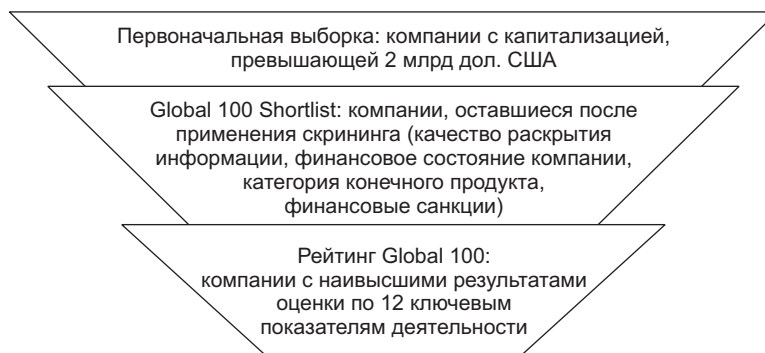 Первоначальная выборка: компании с капитализацией,
превышающей 2 млрд дол. США
Global 100 Shortlist: компании, оставшиеся после
применения скрининга (качество раскрытия
информации, финансовое состояние компании,
категория конечного продукта,
финансовые санкции)
Рейтинг Global 100:
компании с наивысшими результатами
оценки по 12 ключевым
показателям деятельности